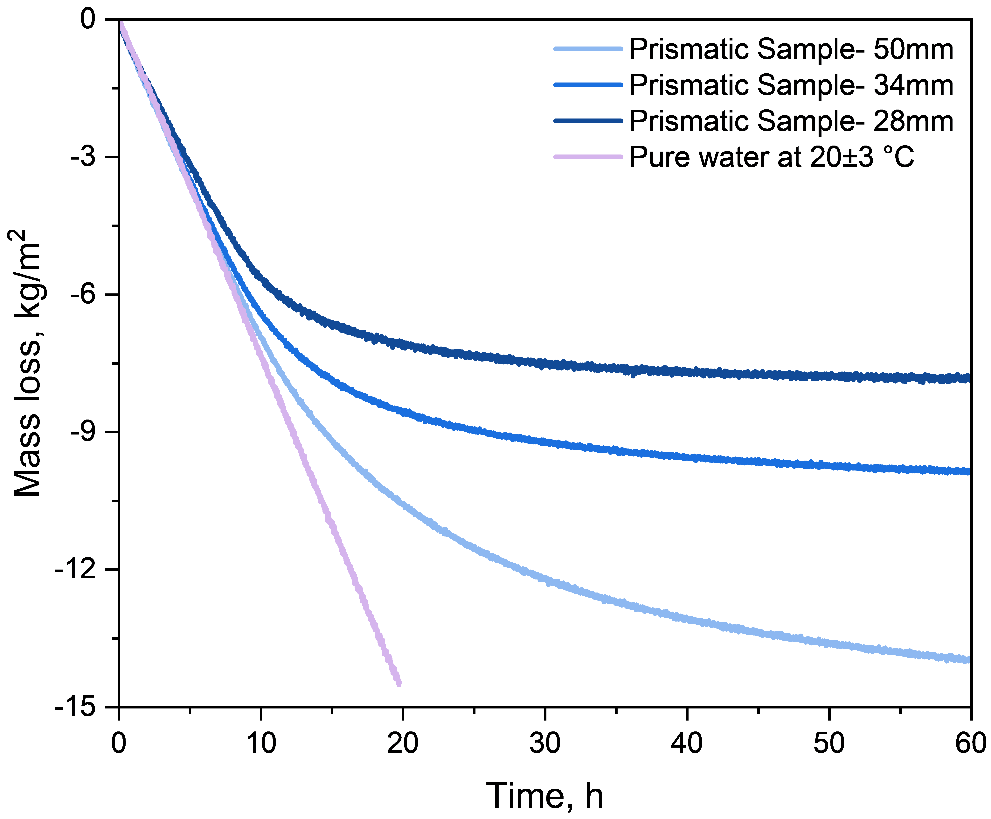 0
-3
-6
-9
-12
-15
Mass loss, kg/m²
Prismatic Sample- 50mm
Prismatic Sample- 34mm
Prismatic Sample- 28mm
Pure water at 20±3 °C
0 10 20 30 40 50 60
Time, h